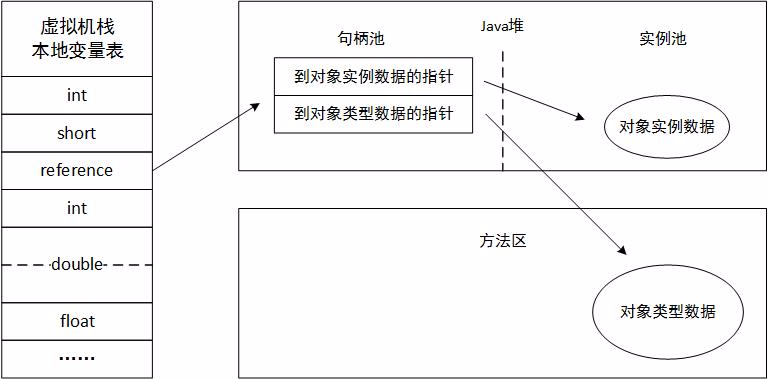 虚拟机栈
本地变量表
int
short
reference
int
double
float
......
Java堆
句柄池
实例池
到对象实例数据的指针
到对象类型数据的指针
对象实例数据
方法区
对象类型数据